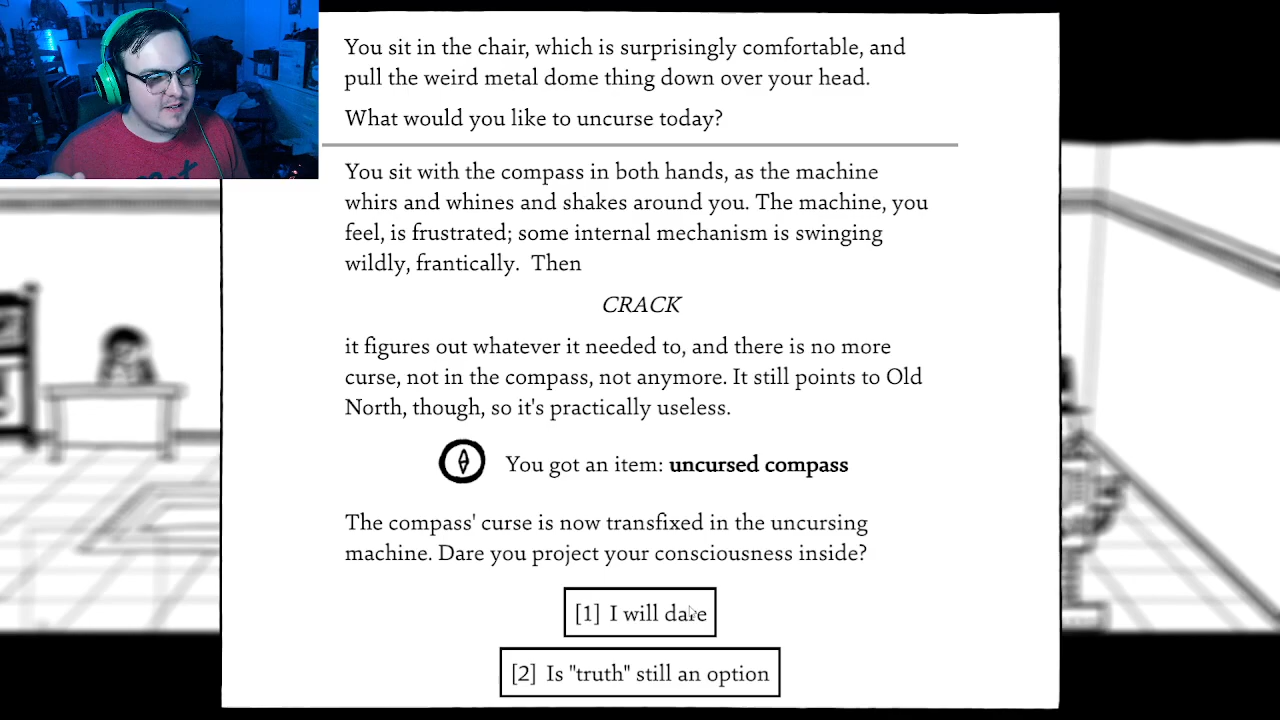 You sit in the chair, which is surprisingly comfortable, and
pull the weird metal dome thing down over your head.
What would you like to uncurse today?
You sit with the compass in both hands, as the machine
whirs and whines and shakes around you. The machine, you
feel, is frustrated; some internal mechanism is swinging
wildly, frantically. Then
CRACK
it figures out whatever it needed to, and there is no more
curse, not in the compass, not anymore. It still points to Old
North, though, so it's practically useless.
You got an item: uncursed compass
The compass' curse is now transfixed in the uncursing
machine. Dare you project your consciousness inside?
[1] I will dare
[2] Is "truth" still an option